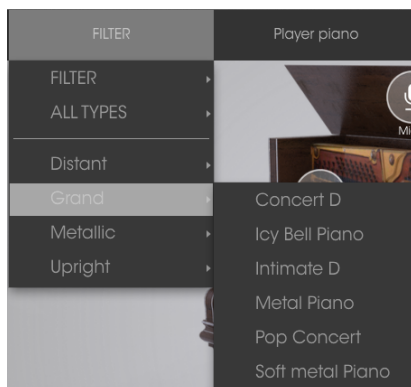 FILTER
Player piano
FILTER
ALL TYPES
Distant
Grand
Metallic
Upright
Concert D
Icy Bell Piano
Intimate D
Metal Piano
Pop Concert
Soft metal Piano